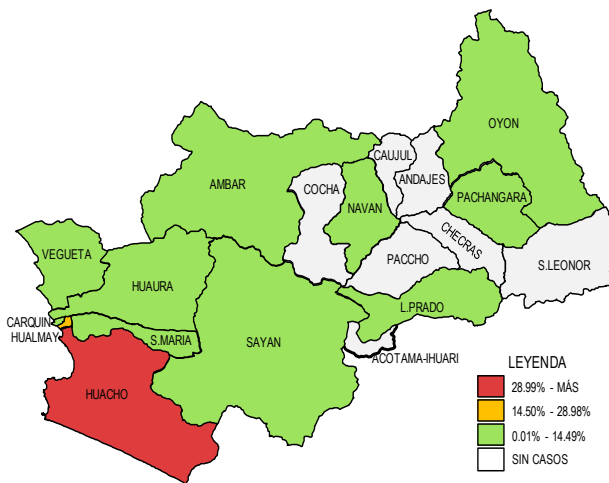 OYON
CAUJUL
ANDAJES
AMBAR
COCHA
NAVAN
PACHANGARA
CHECRAS
VEGUETA
PACCHO
S.LEONOR
HUAURA
L.PRADO
CARQUIN
HUALMAY
S.MARIA
SAYAN
ACOTAMA-IHUARI
HUACHO
LEYENDA
28.99% - MÁS
14.50% - 28.98%
0.01% - 14.49%
SIN CASOS